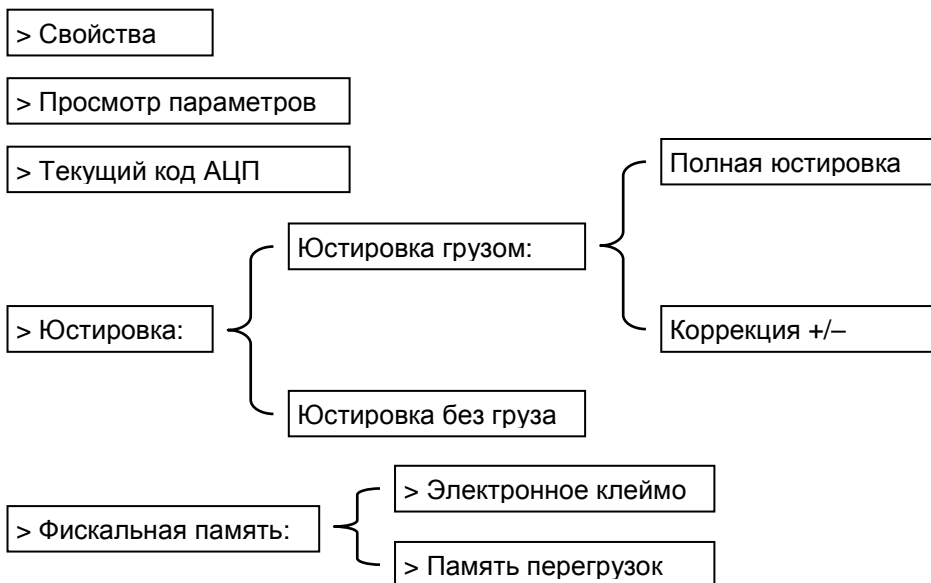 > Свойства
> Просмотр параметров
> Текущий код АЦП
Полная юстировка
Юстировка грузом:
> Юстировка:
Коррекция +/–
Юстировка без груза
> Электронное клеймо
> Фискальная память:
> Память перегрузок